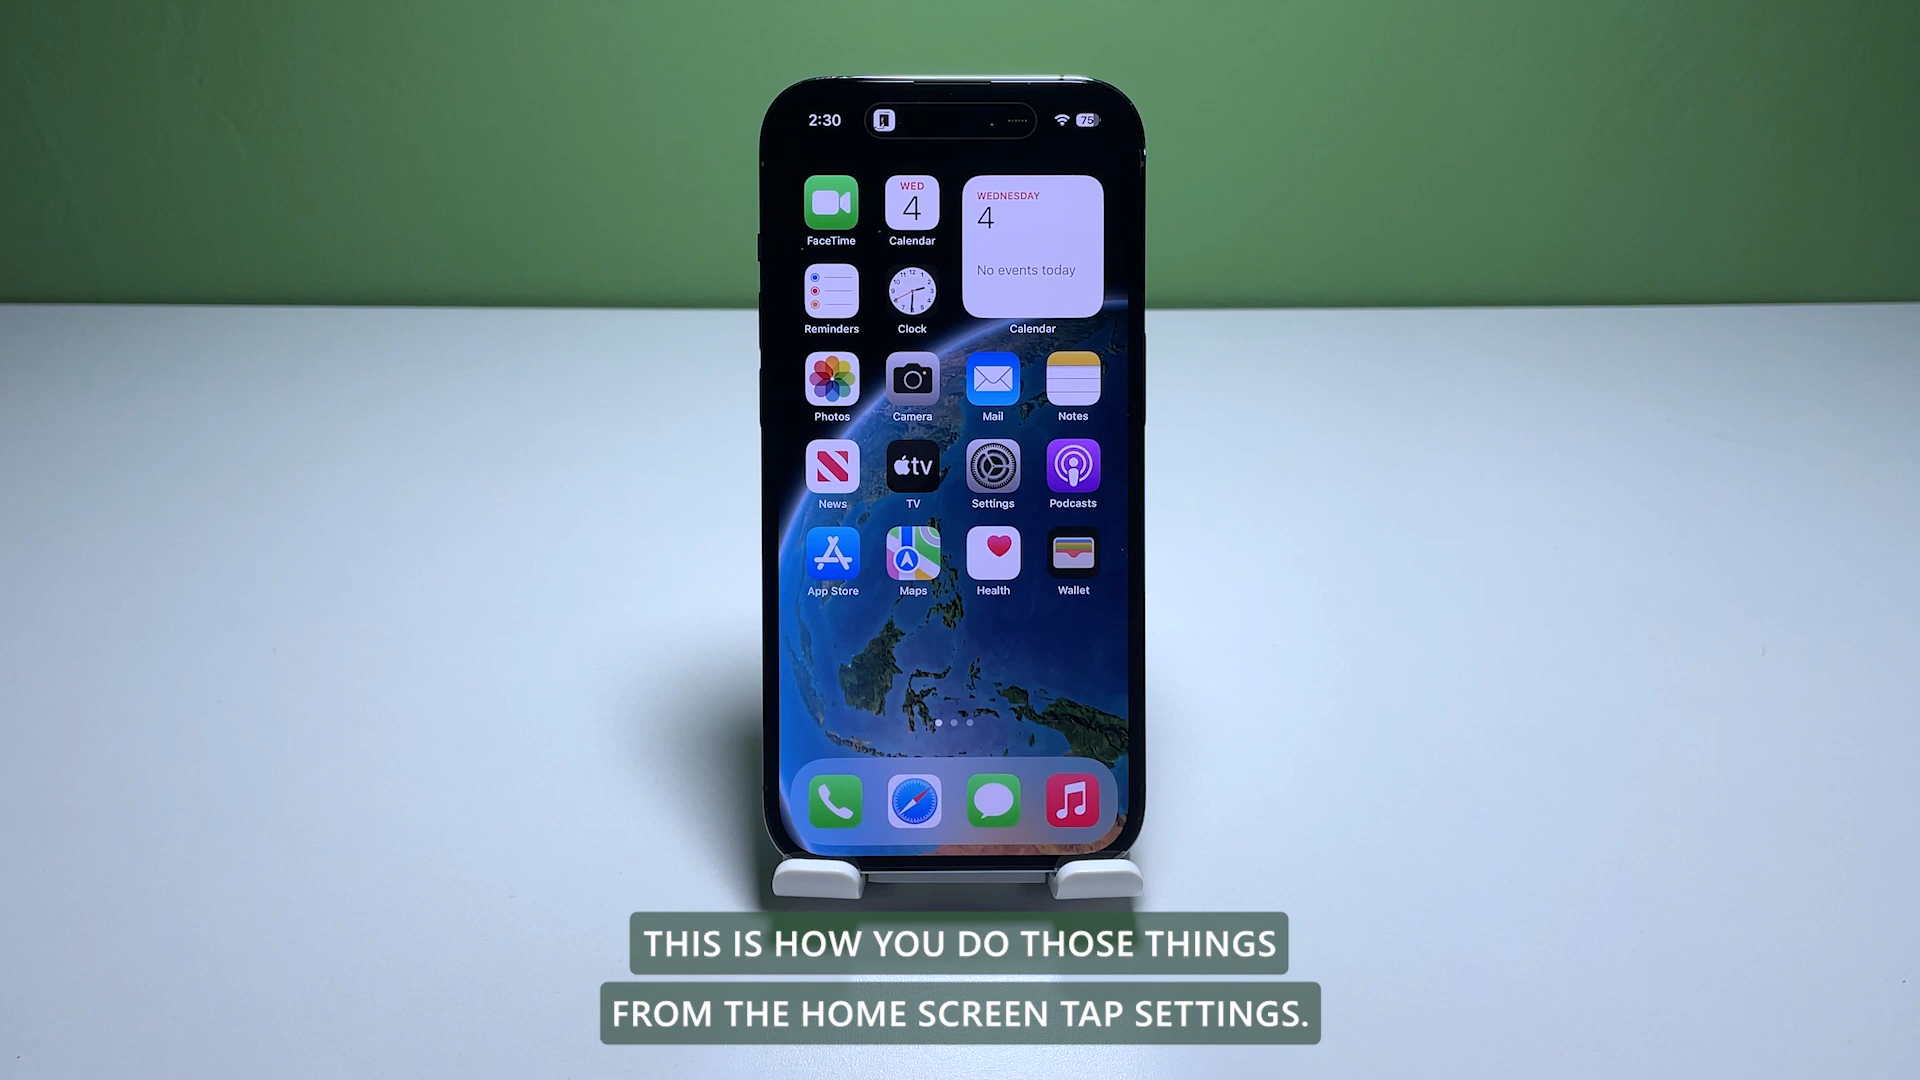 2:30
75
WED
4
WEDNESDAY
4
No events today
FaceTime
Calendar
Reminders
Clock
Calendar
Photos
Camera
Mail
Notes
tv
News
TV
Settings
Podcasts
App Store
Maps
Health
Wallet
THIS IS HOW YOU DO THOSE THINGS
FROM THE HOME SCREEN TAP SETTINGS.